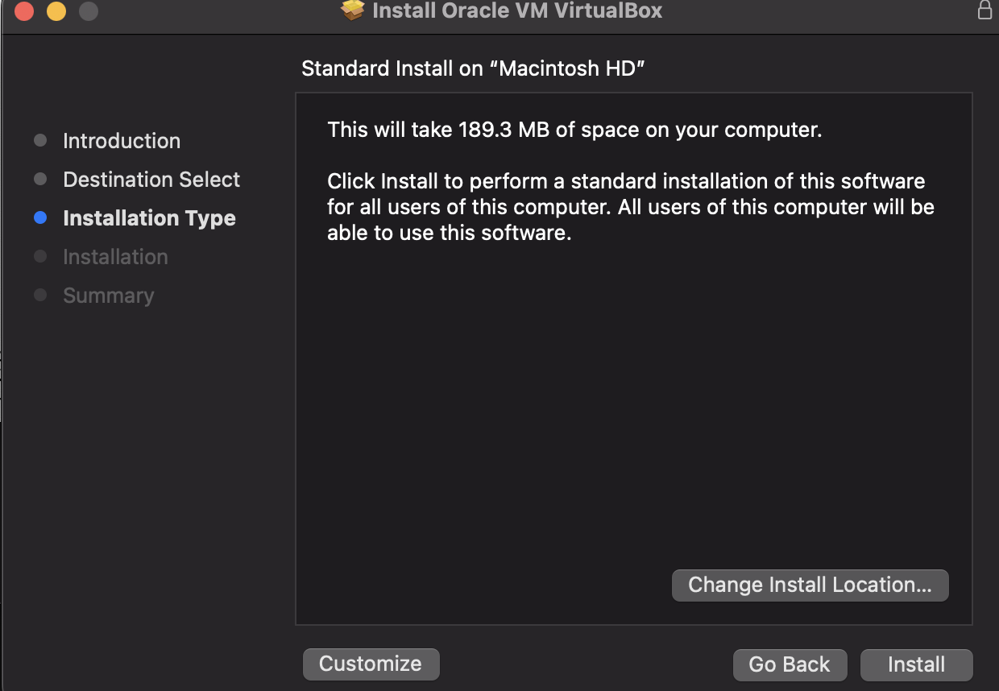 Install Oracle VM VirtualBox
Standard Install on “Macintosh HD”
Introduction
Destination Select
Installation Type
Installation
Summary
This will take 189.3 MB of space on your computer.
Click Install to perform a standard installation of this software
for all users of this computer. All users of this computer will be
able to use this software.
Change Install Location...
Customize
Go Back
Install